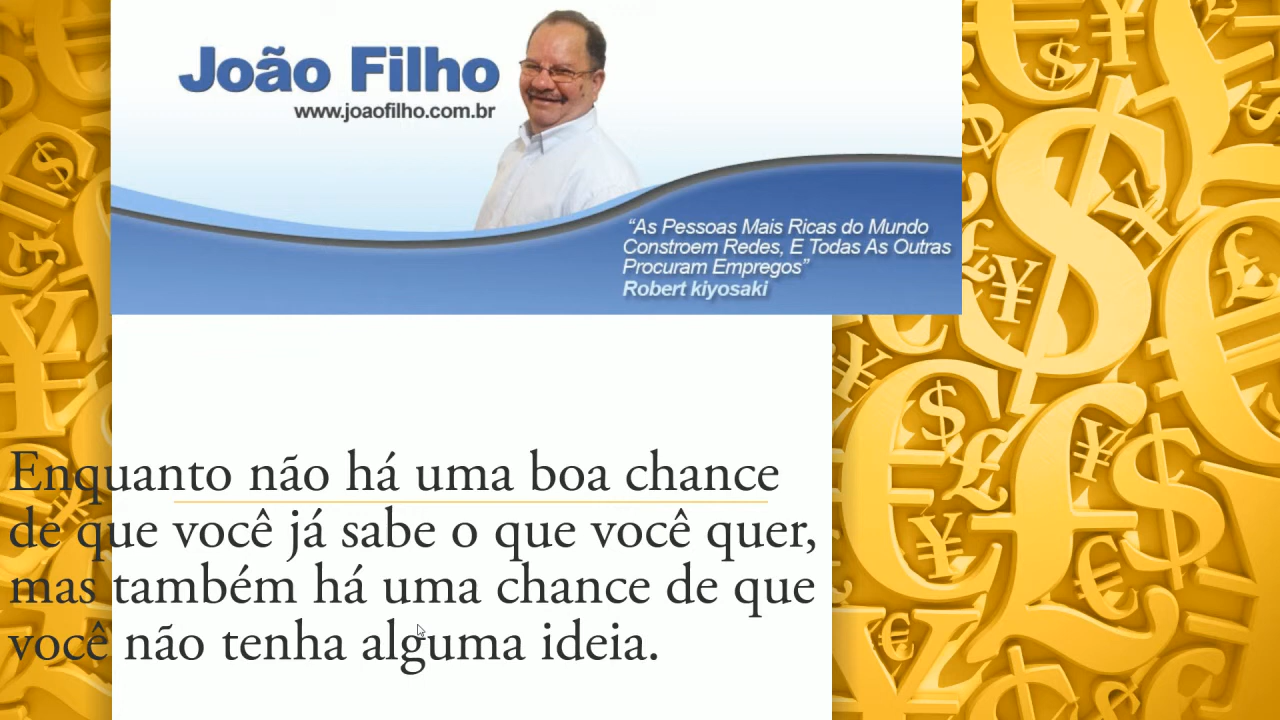 João Filho
www.joaofilho.com.br
“As Pessoas Mais Ricas do Mundo
Constroem Redes, E Todas As Outras
Procuram Empregos”
Robert kiyosaki
Enquanto não há uma boa chance
de que você já sabe o que você quer,
mas também há uma chance de que
você não tenha alguma ideia.